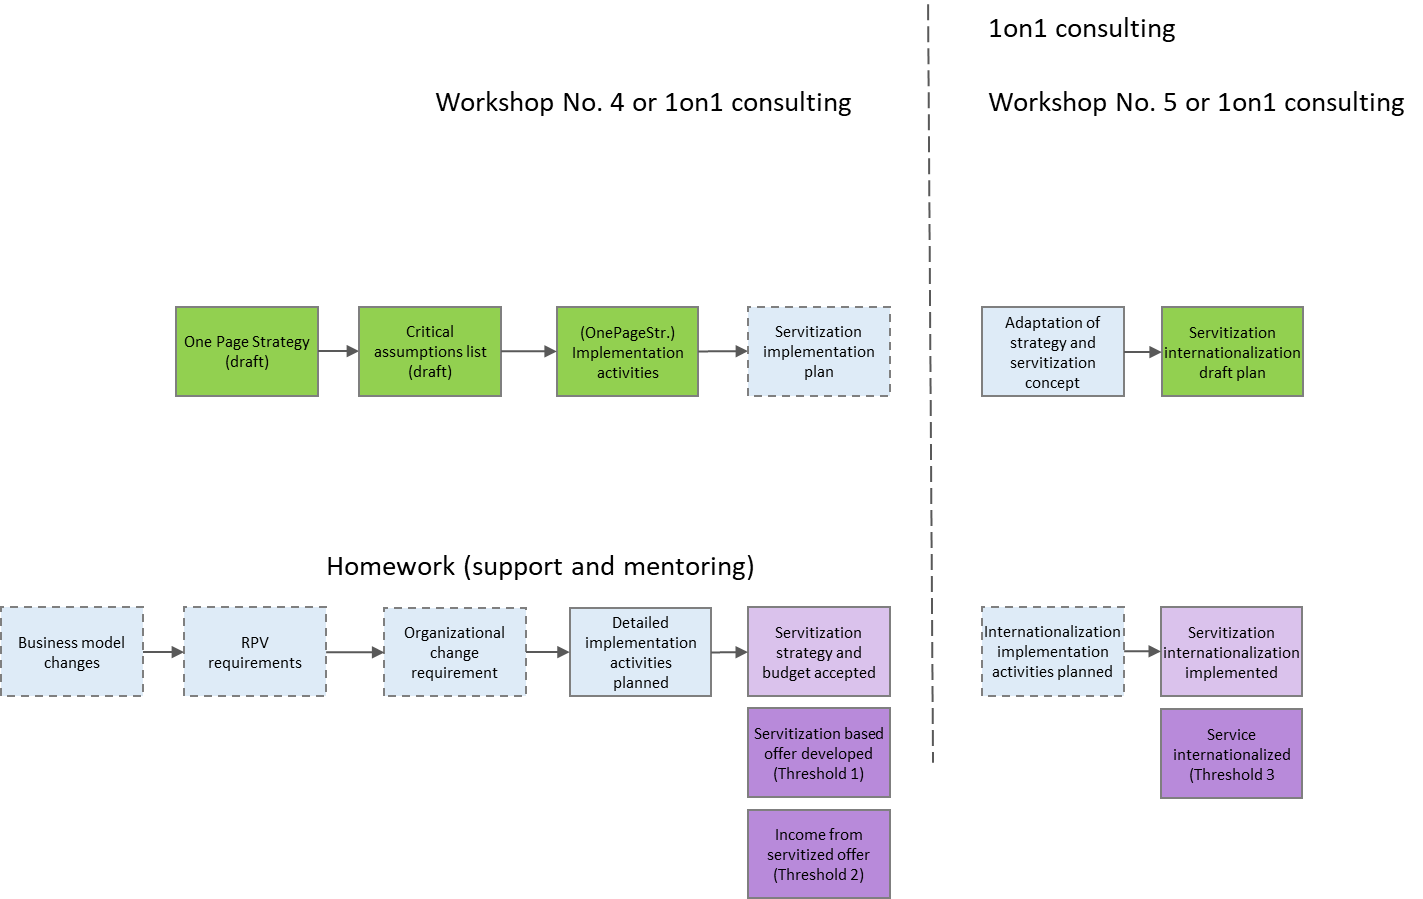 1on1 consulting
Workshop No. 4 or 1on1 consulting
Workshop No. 5 or 1on1 consulting
One Page Strategy
(draft)
Critical
assumptions list
(draft)
(OnePageStr.)
Implementation
activities
Servitization
implementation
plan
Adaptation of
strategy and
servitization
concept
Servitization
internationalization
draft plan
Homework (support and mentoring)
Business model
changes
RPV
requirements
Organizational
change
requirement
Detailed
implementation
activities
planned
Servitization
strategy and
budget accepted
Internationalization
implementation
activities planned
Servitization
internationalization
implemented
Servitization based
offer developed
(Threshold 1)
Service
internationalized
(Threshold 3
Income from
servitized offer
(Threshold 2)